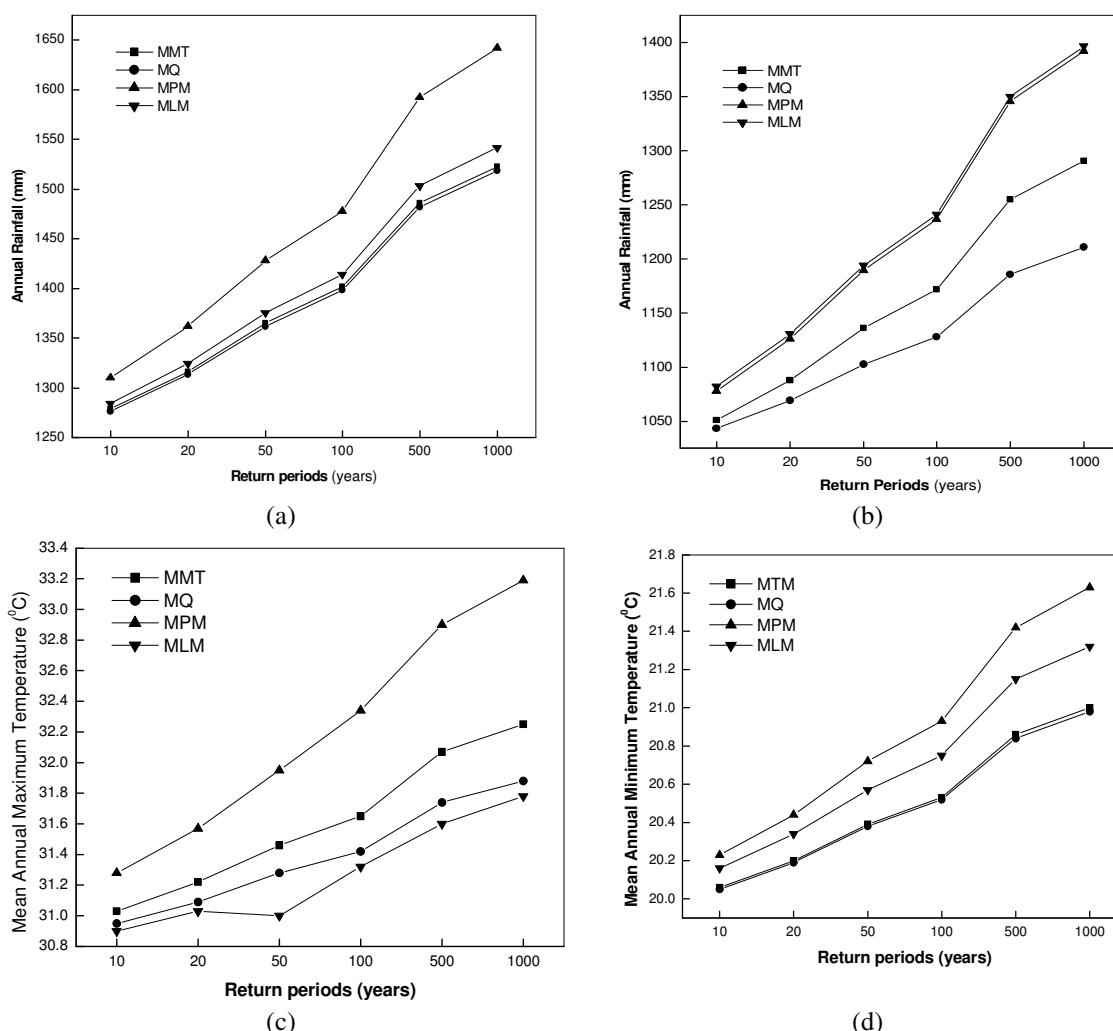 1650
1600
1550
1500
1450
1400
1350
1300
1250
Annual Rainfall (mm)
MMT
MQ
MPM
MLM
10 20 50 100 500 1000
Return periods (years)
(a)
1400
1350
1300
1250
1200
1150
1100
1050
Annual Rainfall (mm)
MMT
MQ
MPM
MLM
10 20 50 100 500 1000
Return Periods (years)
(b)
33.4
33.2
33.0
32.8
32.6
32.4
32.2
32.0
31.8
31.6
31.4
31.2
31.0
30.8
Mean Annual Maximum Temperature (⁰C)
MMT
MQ
MPM
MLM
10 20 50 100 500 1000
Return periods (years)
(c)
21.8
21.6
21.4
21.2
21.0
20.8
20.6
20.4
20.2
20.0
Mean Annual Minimum Temperature (⁰C)
MTM
MQ
MPM
MLM
10 20 50 100 500 1000
Return periods (years)
(d)